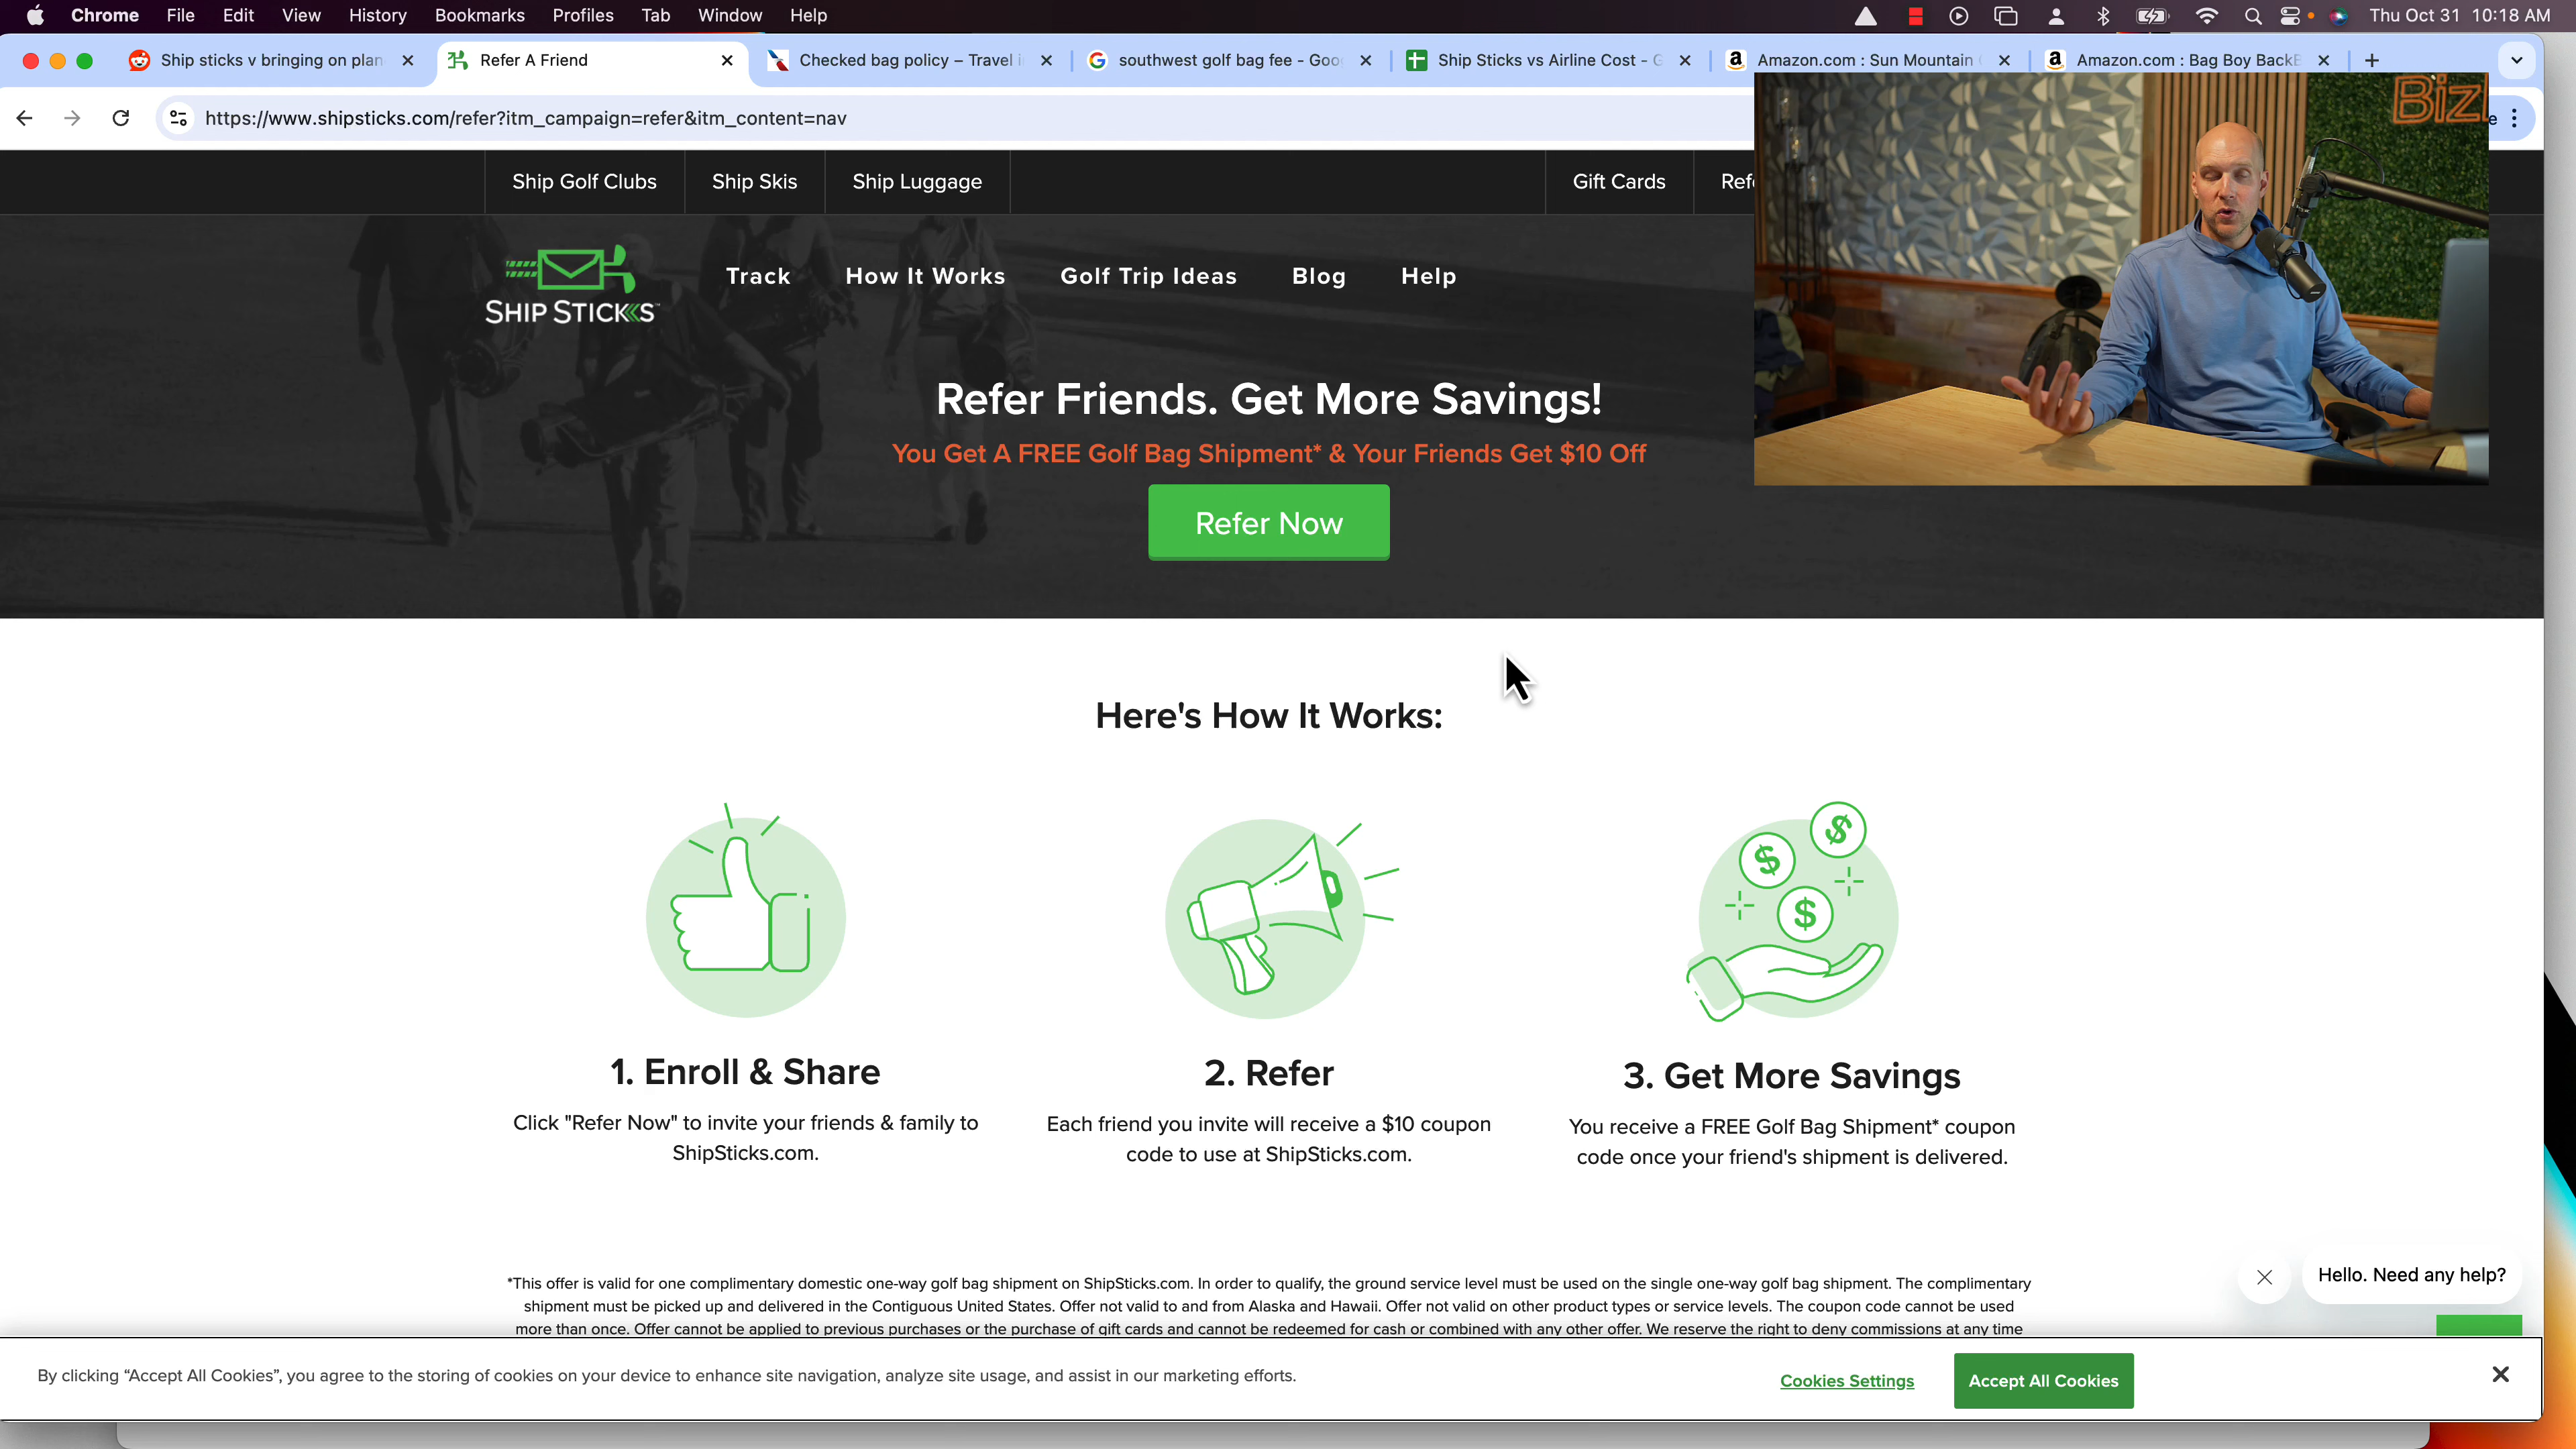 Chrome File Edit View History Bookmarks Profiles Tab Window Help
Thu Oct 31 10:18 AM
Ship sticks v bringing on plan
Refer A Friend
Checked bag policy – Travel i
southwest golf bag fee - Goo
Ship Sticks vs Airline Cost - G
Amazon.com : Sun Mountain
Amazon.com : Bag Boy BackB
https://www.shipsticks.com/refer?itm_campaign=refer&itm_content=nav
Biz
Ship Golf Clubs
Ship Skis
Ship Luggage
Gift Cards
Refe
SHIP STICKS
Track
How It Works
Golf Trip Ideas
Blog
Help
Refer Friends. Get More Savings!
You Get A FREE Golf Bag Shipment* & Your Friends Get $10 Off
Refer Now
Here's How It Works:
1. Enroll & Share
Click "Refer Now" to invite your friends & family to
ShipSticks.com.
2. Refer
Each friend you invite will receive a $10 coupon
code to use at ShipSticks.com.
3. Get More Savings
You receive a FREE Golf Bag Shipment* coupon
code once your friend's shipment is delivered.
*This offer is valid for one complimentary domestic one-way golf bag shipment on ShipSticks.com. In order to qualify, the ground service level must be used on the single one-way golf bag shipment. The complimentary
shipment must be picked up and delivered in the Contiguous United States. Offer not valid to and from Alaska and Hawaii. Offer not valid on other product types or service levels. The coupon code cannot be used
more than once. Offer cannot be applied to previous purchases or the purchase of gift cards and cannot be redeemed for cash or combined with any other offer. We reserve the right to deny commissions at any time
Hello. Need any help?
By clicking “Accept All Cookies”, you agree to the storing of cookies on your device to enhance site navigation, analyze site usage, and assist in our marketing efforts.
Cookies Settings
Accept All Cookies